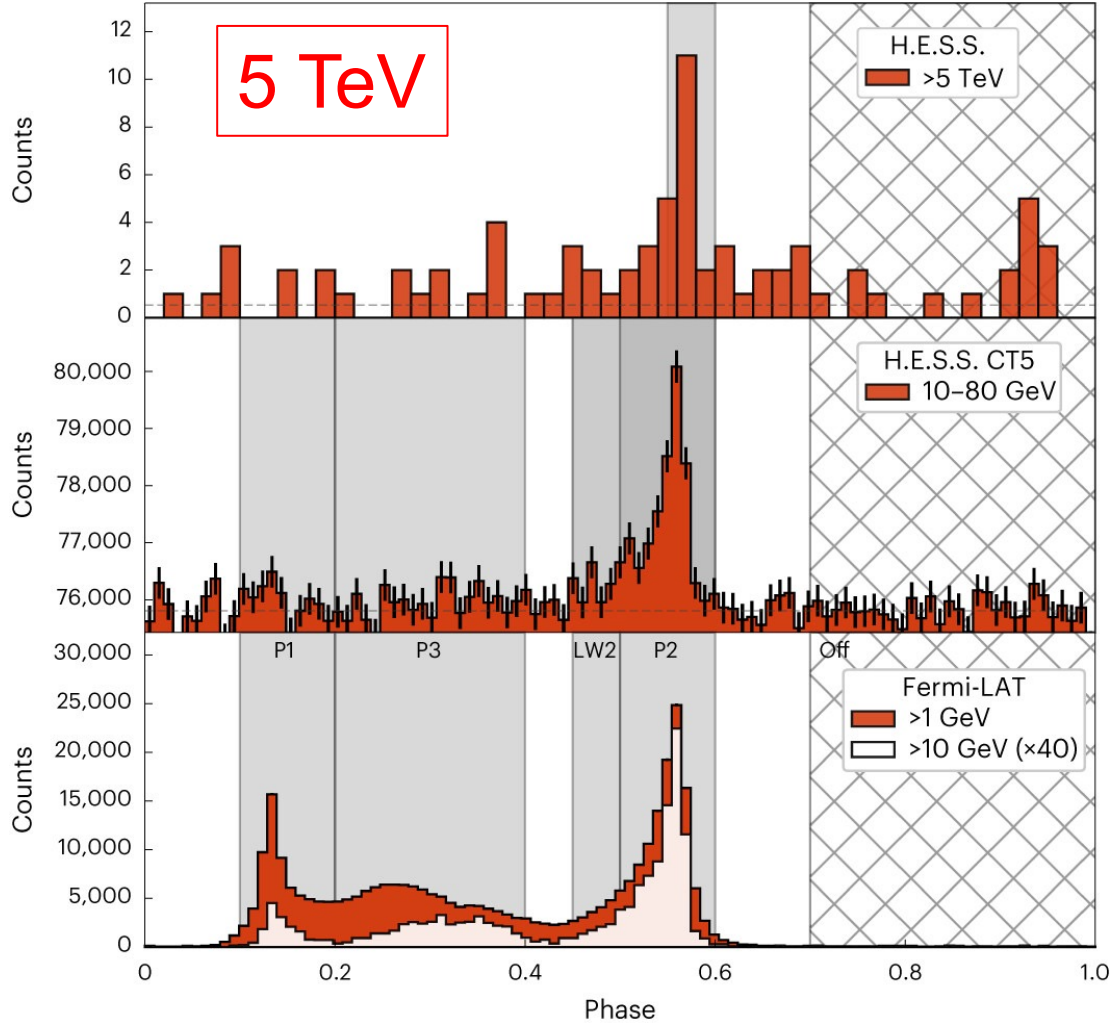 5 TeV
H.E.S.S.
>5 TeV
Counts
12
10
8
6
4
2
0
H.E.S.S. CT5
10–80 GeV
Counts
80,000
79,000
78,000
77,000
76,000
P1
P3
LW2
P2
Off
Fermi-LAT
>1 GeV
>10 GeV (×40)
Counts
30,000
25,000
20,000
15,000
10,000
5,000
0
0
0.2
0.4
0.6
0.8
1.0
Phase